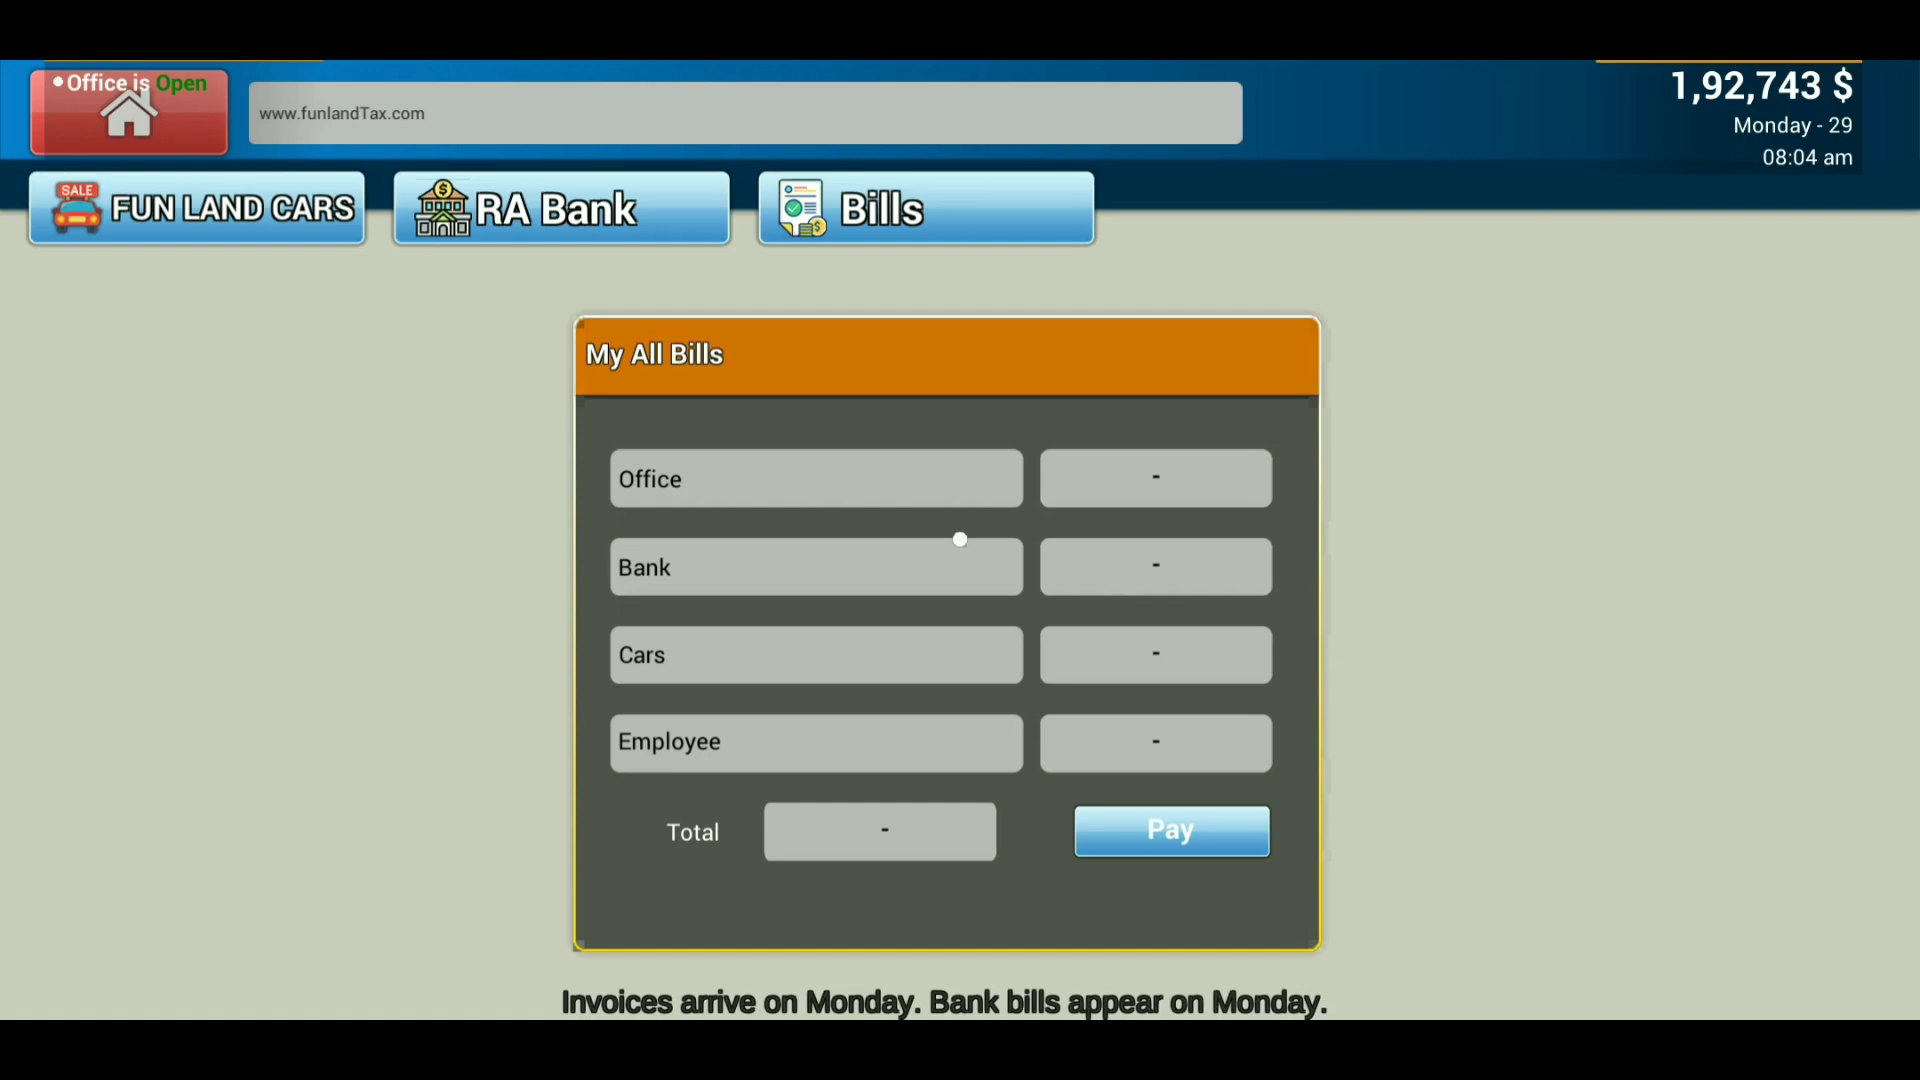 Office is Open
www.funlandTax.com
1,92,743 $
Monday - 29
08:04 am
SALE
FUN LAND CARS
RA Bank
Bills
My All Bills
Office -
Bank -
Cars -
Employee -
Total - Pay
Invoices arrive on Monday. Bank bills appear on Monday.